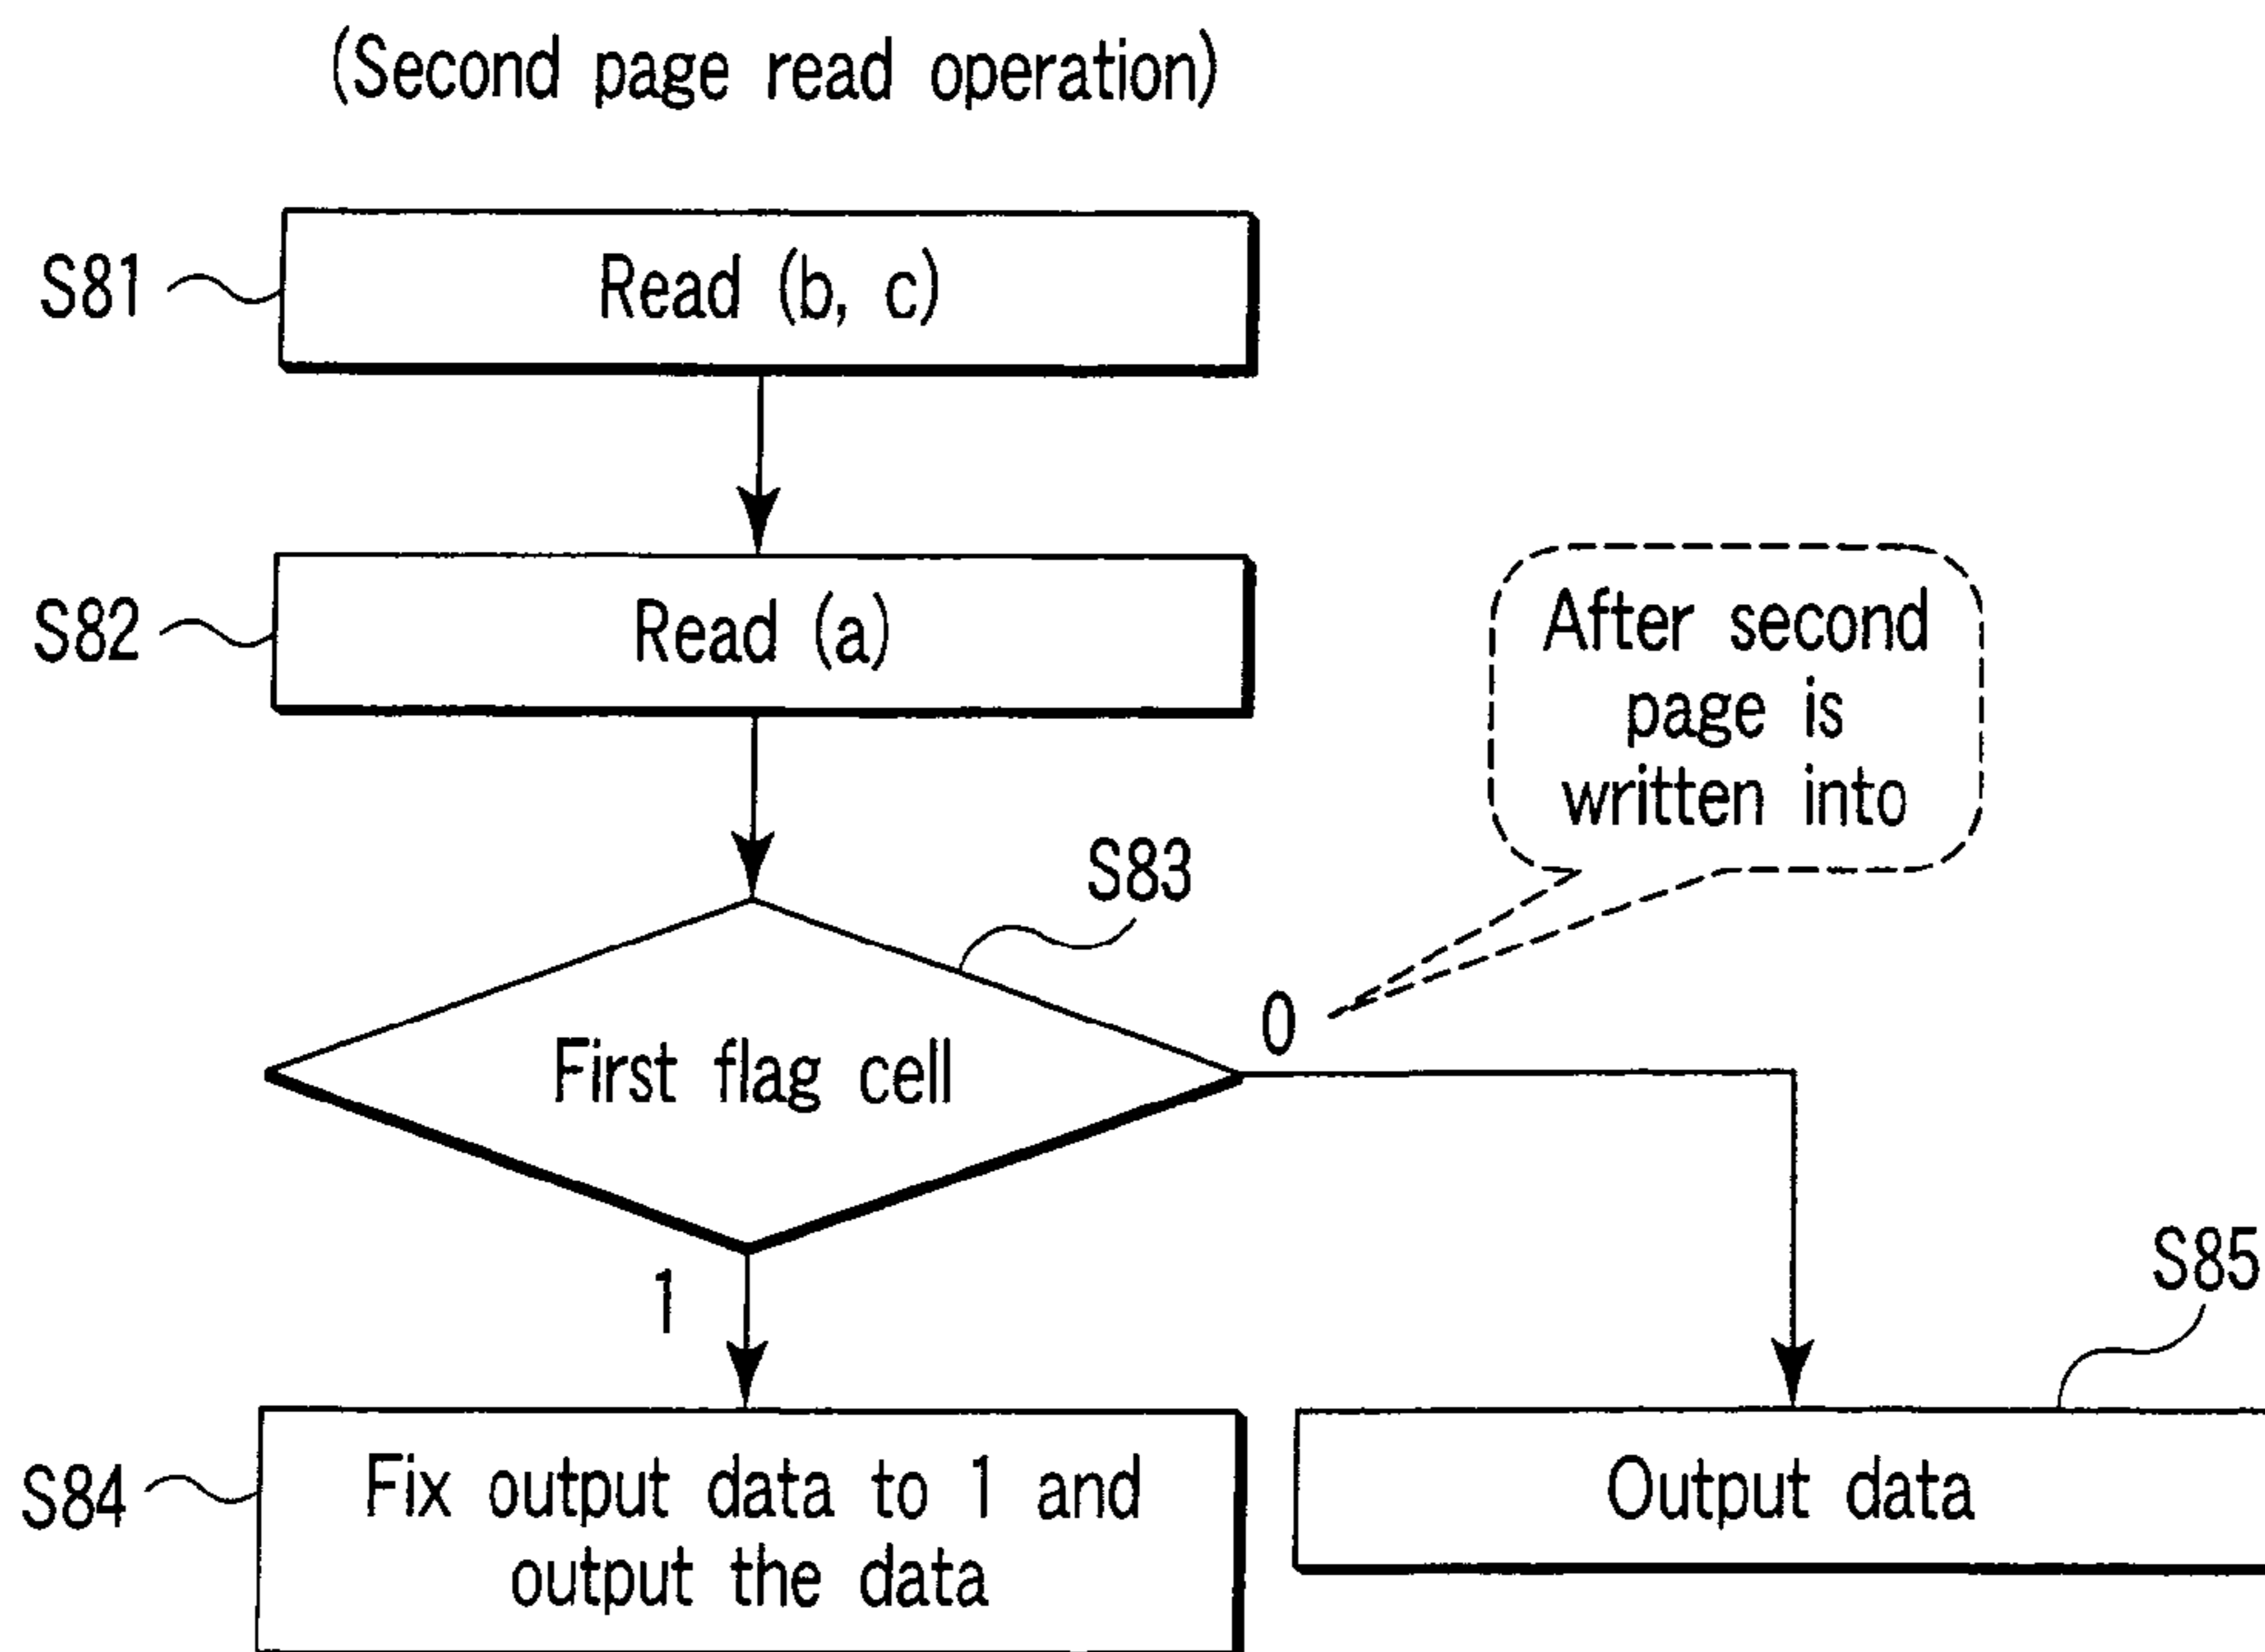 (Second page read operation)
S81
Read (b, c)
S82
Read (a)
After second
page is
written into
S83
0
First flag cell
1
S85
S84
Fix output data to 1 and
output the data
Output data